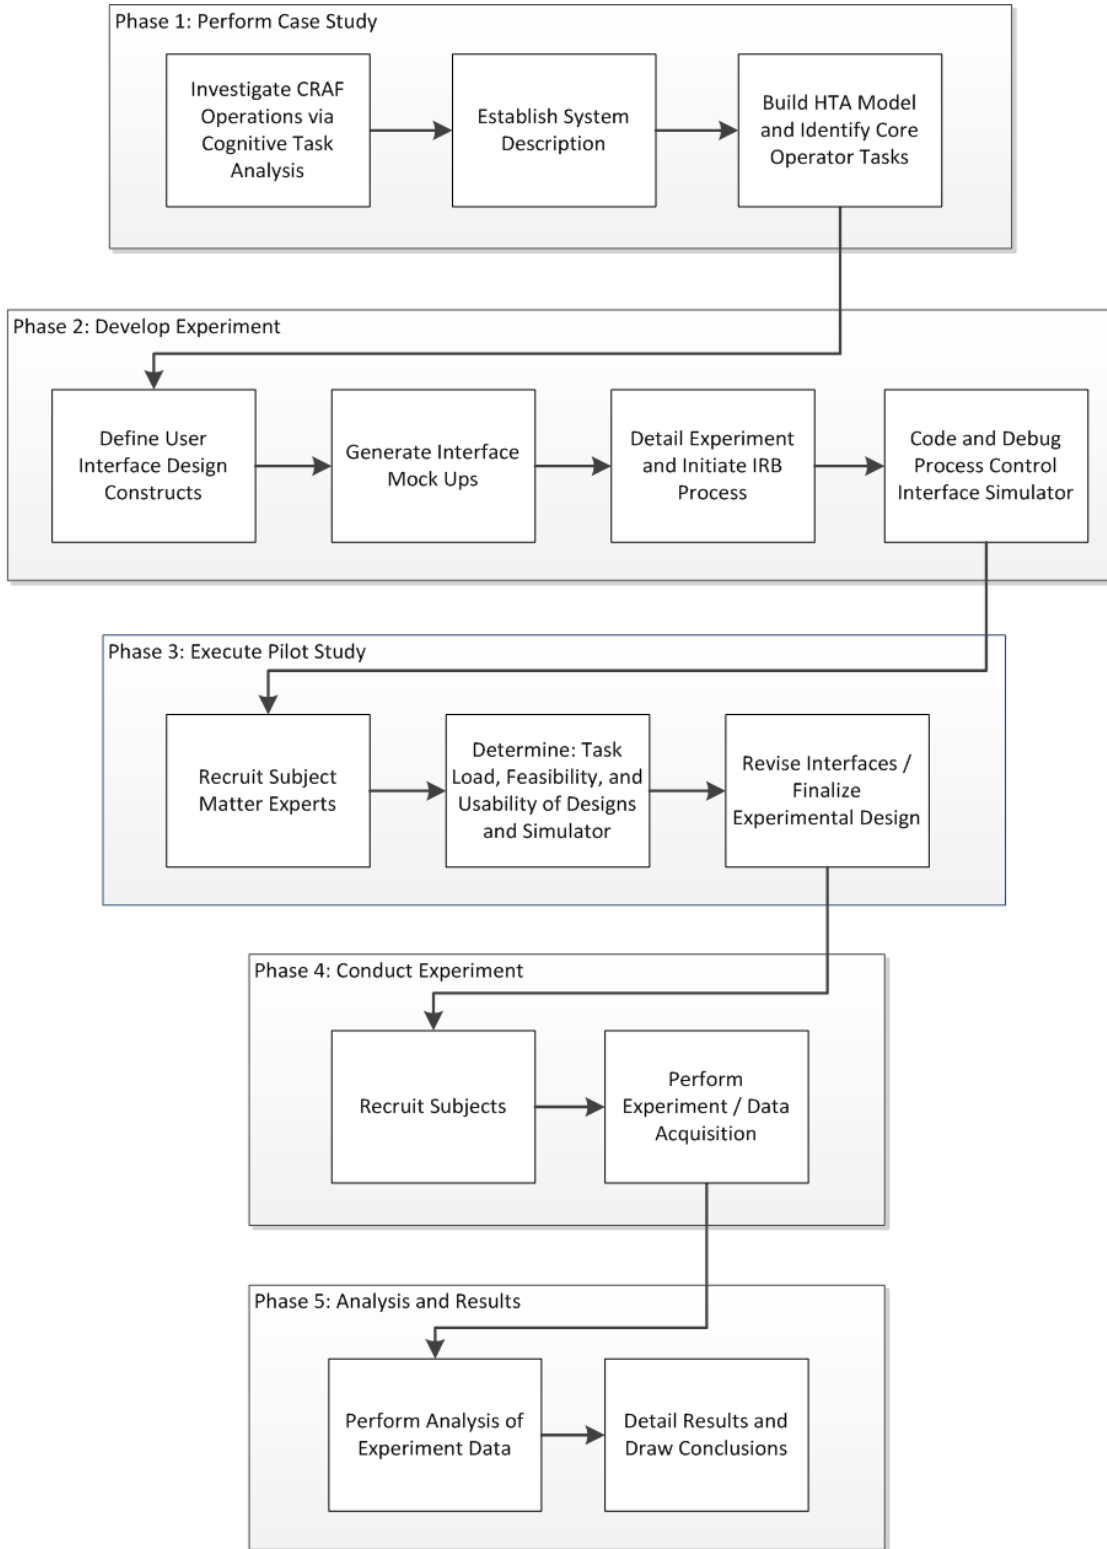 Phase 1: Perform Case Study
Investigate CRAF
Operations via
Cognitive Task
Analysis
Establish System
Description
Build HTA Model
and Identify Core
Operator Tasks
Phase 2: Develop Experiment
Define User
Interface Design
Constructs
Generate Interface
Mock Ups
Detail Experiment
and Initiate IRB
Process
Code and Debug
Process Control
Interface Simulator
Phase 3: Execute Pilot Study
Recruit Subject
Matter Experts
Determine: Task
Load, Feasibility, and
Usability of Designs
and Simulator
Revise Interfaces /
Finalize
Experimental Design
Phase 4: Conduct Experiment
Recruit Subjects
Perform
Experiment / Data
Acquisition
Phase 5: Analysis and Results
Perform Analysis of
Experiment Data
Detail Results and
Draw Conclusions